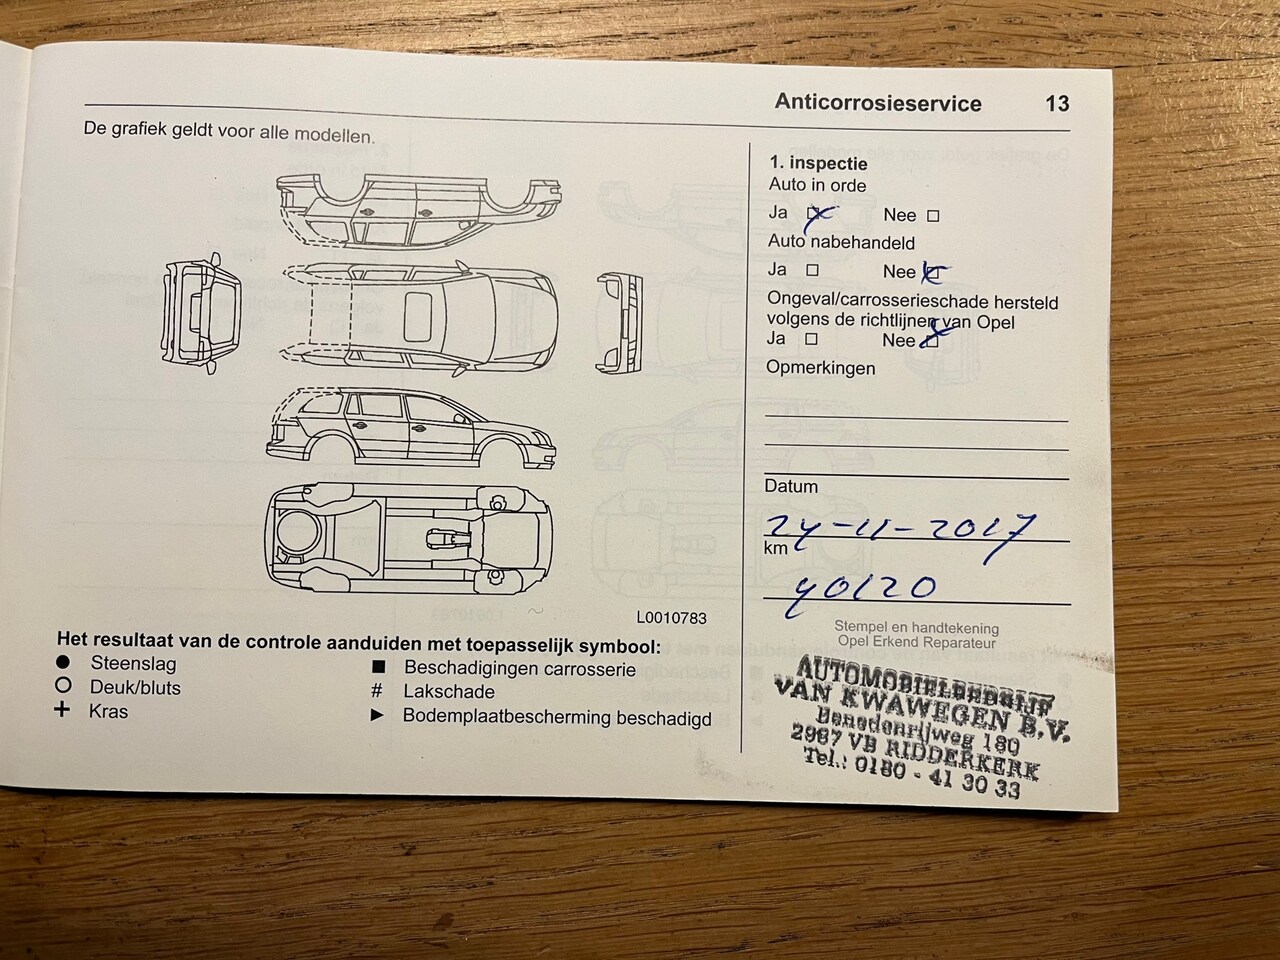 Anticorrosieservice 13
De grafiek geldt voor alle modellen.
L0010783
Het resultaat van de controle aanduiden met toepasselijk symbool:
● Steenslag
○ Deuk/bluts
+ Kras
■ Beschadigingen carrosserie
# Lakschade
► Bodemplaatbescherming beschadigd
1. inspectie
Auto in orde
Ja ☒ Nee ☐
Auto nabehandeld
Ja ☐ Nee ☒
Ongeval/carrosserieschade hersteld
volgens de richtlijnen van Opel
Ja ☐ Nee ☒
Opmerkingen
Datum
24-11-2017
km
40120
Stempel en handtekening
Opel Erkend Reparateur
AUTOMOBIELBEDRIJF
VAN KWAWEGEN B.V.
Benedenrijweg 180
2987 VB RIDDERKERK
Tel.: 0180 - 41 30 33